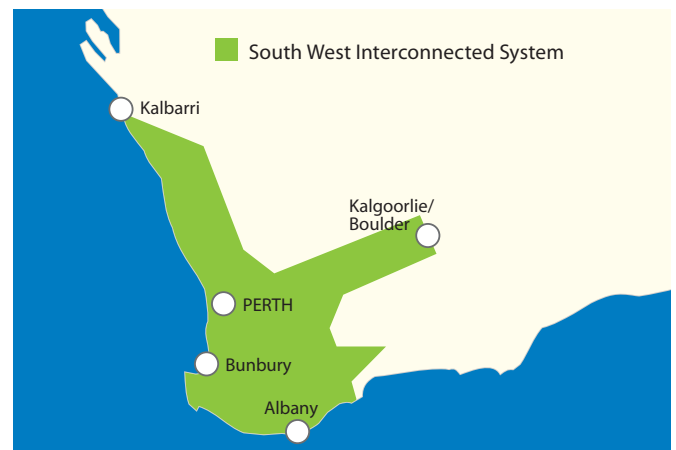 South West Interconnected System
Kalbarri
Kalgoorlie/
Boulder
PERTH
Bunbury
Albany